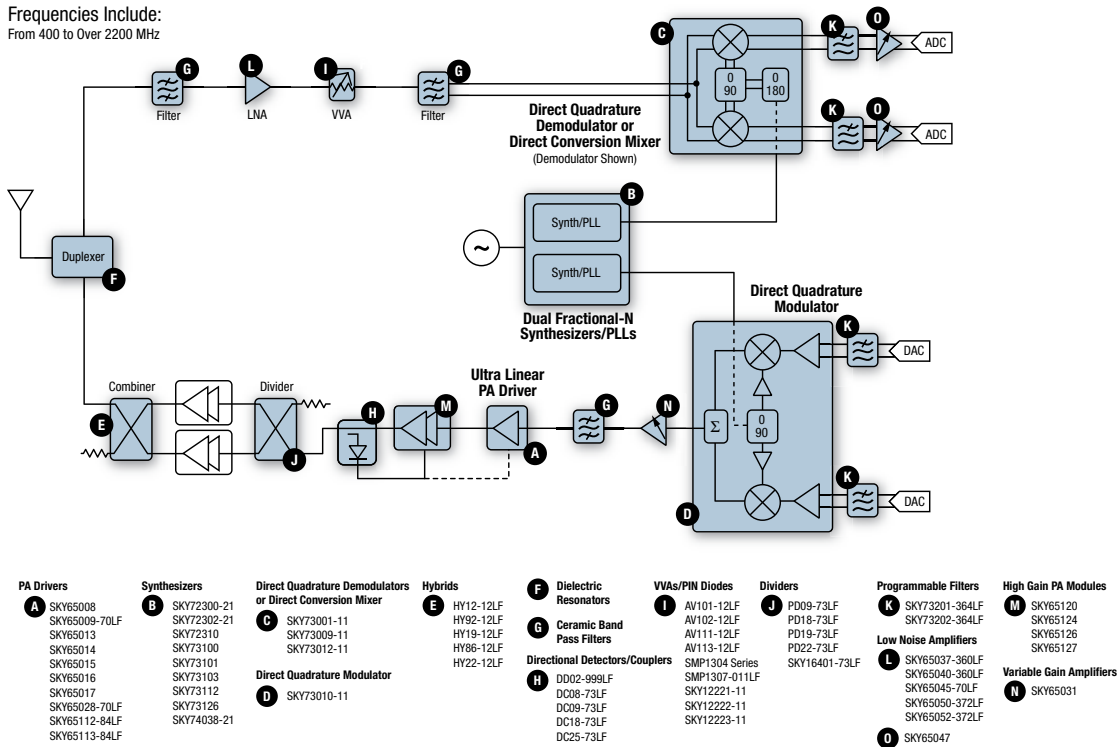 Frequencies Include:
From 400 to Over 2200 MHz
G
L
I
G
C
K
O
ADC
Filter
LNA
VVA
Filter
0
90
0
180
Direct Quadrature
Demodulator or
Direct Conversion Mixer
(Demodulator Shown)
K
O
ADC
B
Synth/PLL
Synth/PLL
~
Dual Fractional-N
Synthesizers/PLLs
Duplexer
F
Direct Quadrature
Modulator
K
DAC
Σ
0
90
K
DAC
D
Combiner
Divider
E
J
H
M
Ultra Linear
PA Driver
A
G
N
PA Drivers
A SKY65008
SKY65009-70LF
SKY65013
SKY65014
SKY65015
SKY65016
SKY65017
SKY65028-70LF
SKY65112-84LF
SKY65113-84LF
Synthesizers
B SKY72300-21
SKY72302-21
SKY72310
SKY73100
SKY73101
SKY73103
SKY73112
SKY73126
SKY74038-21
Direct Quadrature Demodulators
or Direct Conversion Mixer
C SKY73001-11
SKY73009-11
SKY73012-11
Direct Quadrature Modulator
D SKY73010-11
Hybrids
E HY12-12LF
HY92-12LF
HY19-12LF
HY86-12LF
HY22-12LF
F Dielectric
Resonators
G Ceramic Band
Pass Filters
Directional Detectors/Couplers
H DD02-999LF
DC08-73LF
DC09-73LF
DC18-73LF
DC25-73LF
VVAs/PIN Diodes
I AV101-12LF
AV102-12LF
AV111-12LF
AV113-12LF
SMP1304 Series
SMP1307-011LF
SKY12221-11
SKY12222-11
SKY12223-11
Dividers
J PD09-73LF
PD18-73LF
PD19-73LF
PD22-73LF
SKY16401-73LF
Programmable Filters
K SKY73201-364LF
SKY73202-364LF
Low Noise Amplifiers
L SKY65037-360LF
SKY65040-360LF
SKY65045-70LF
SKY65050-372LF
SKY65052-372LF
O SKY65047
High Gain PA Modules
M SKY65120
SKY65124
SKY65126
SKY65127
Variable Gain Amplifiers
N SKY65031